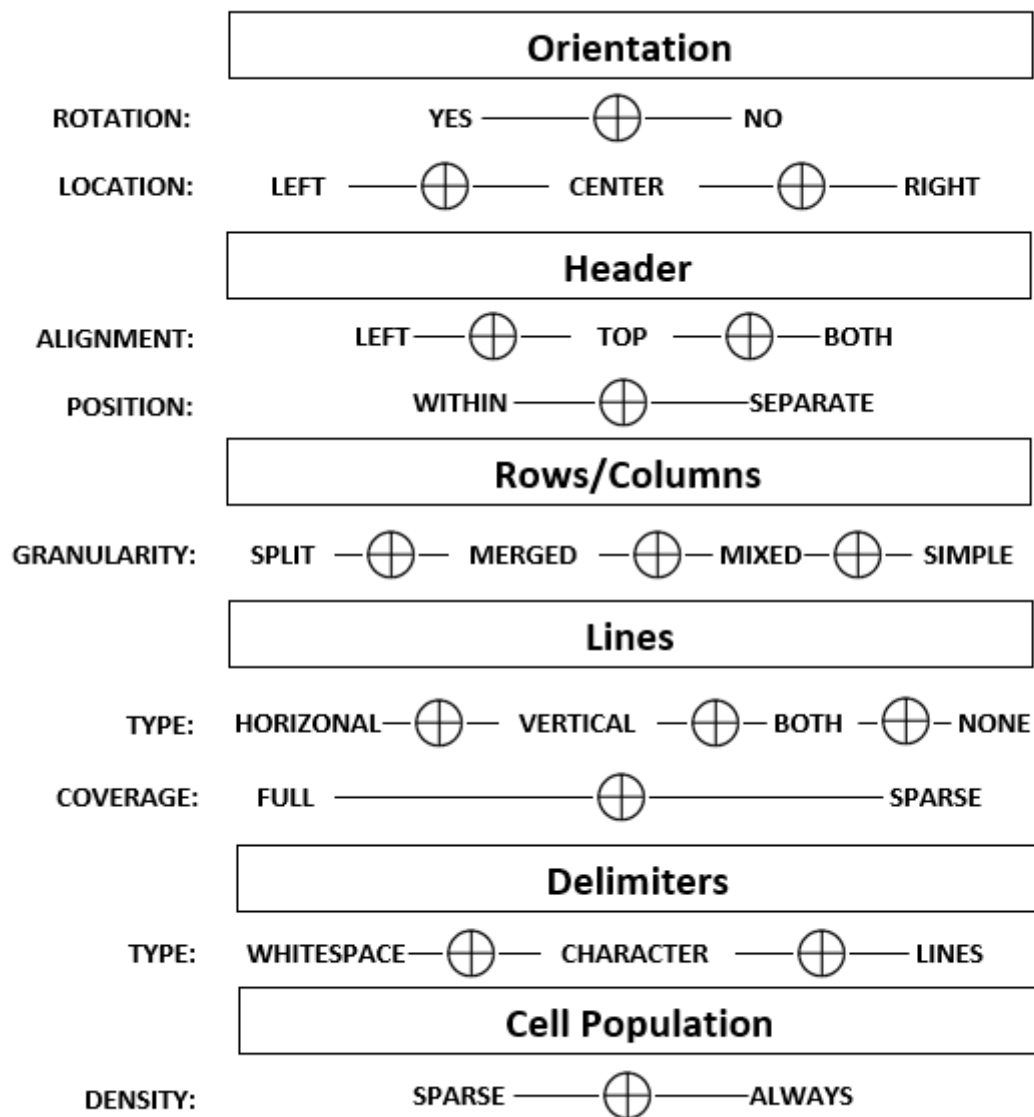 Orientation
ROTATION: YES NO
LOCATION: LEFT CENTER RIGHT
Header
ALIGNMENT: LEFT TOP BOTH
POSITION: WITHIN SEPARATE
Rows/Columns
GRANULARITY: SPLIT MERGED MIXED SIMPLE
Lines
TYPE: HORIZONAL VERTICAL BOTH NONE
COVERAGE: FULL SPARSE
Delimiters
TYPE: WHITESPACE CHARACTER LINES
Cell Population
DENSITY: SPARSE ALWAYS